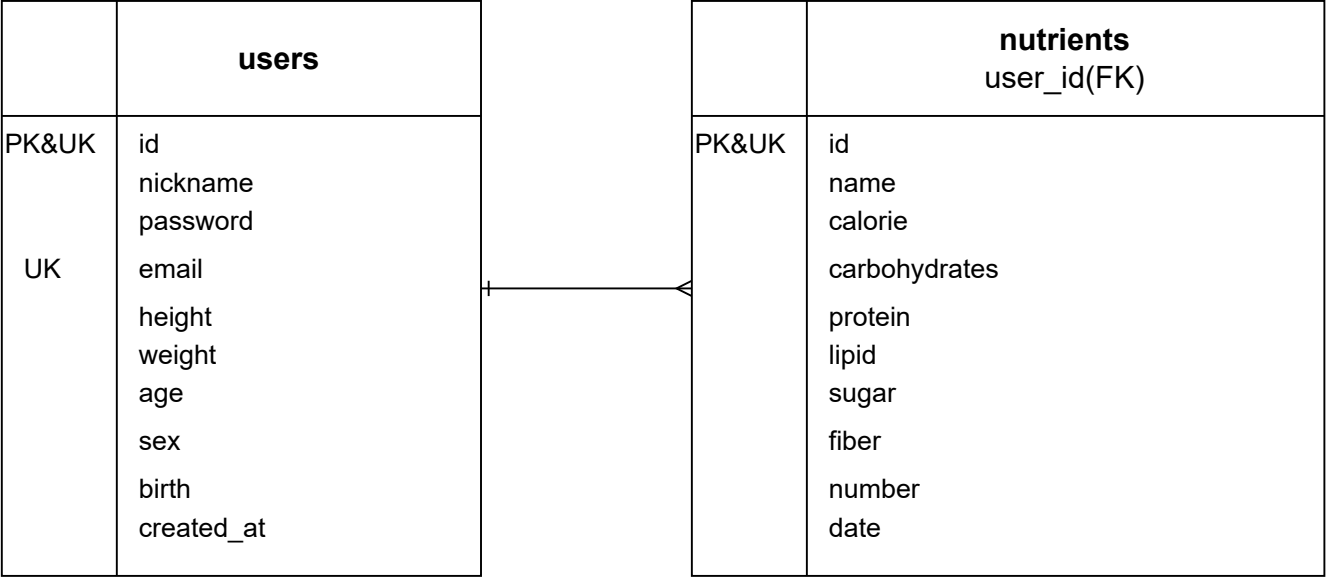 users
PK&UK id
nickname
password
UK email
height
weight
age
sex
birth
created_at
nutrients
user_id(FK)
PK&UK id
name
calorie
carbohydrates
protein
lipid
sugar
fiber
number
date